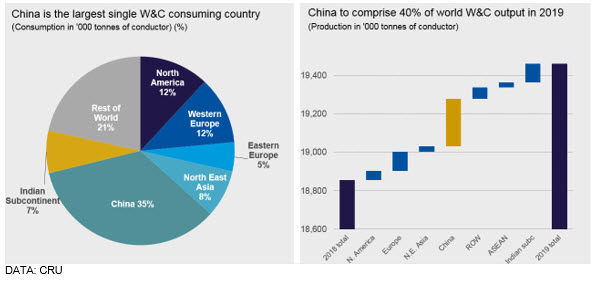 China is the largest single W&C consuming country
(Consumption in '000 tonnes of conductor) (%)
North
America
12%
Western
Europe
12%
Eastern
Europe
5%
North East
Asia
8%
China 35%
Indian
Subcontinent
7%
Rest of
World
21%
China to comprise 40% of world W&C output in 2019
(Production in '000 tonnes of conductor)
19,400
19,200
19,000
18,800
18,600
2018 total
N. America
Europe
N.E. Asia
China
ROW
ASEAN
Indian subc
2019 total
DATA: CRU